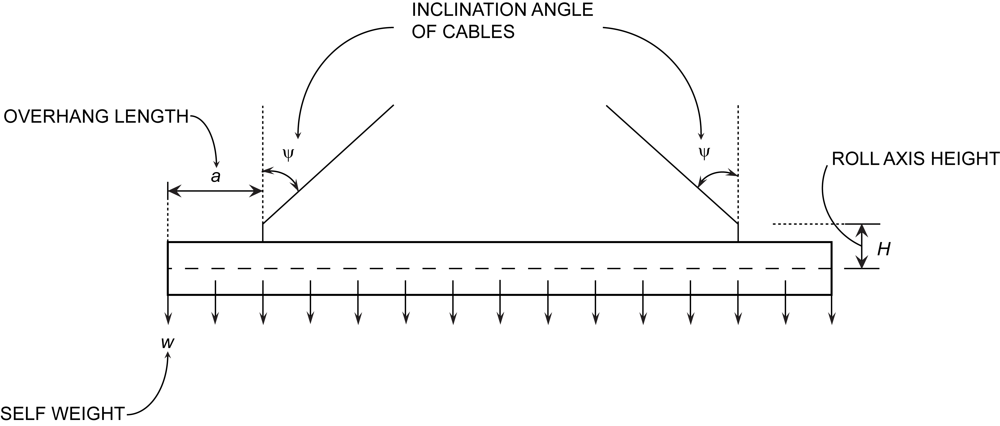 INCLINATION ANGLE
OF CABLES
OVERHANG LENGTH
ψ
ψ
ROLL AXIS HEIGHT
a
H
w
SELF WEIGHT